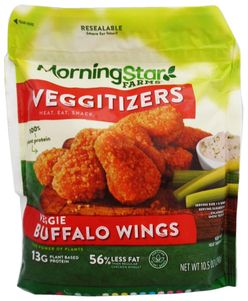 RESEALABLE
MorningStar
FARMS
VEGGITIZERS
HEAT. EAT. SNACK.
100%
plant protein
VEGGIE
BUFFALO WINGS
THE POWER OF PLANTS
13G PLANT BASED PROTEIN
56% LESS FAT
NET WT 10.5 OZ